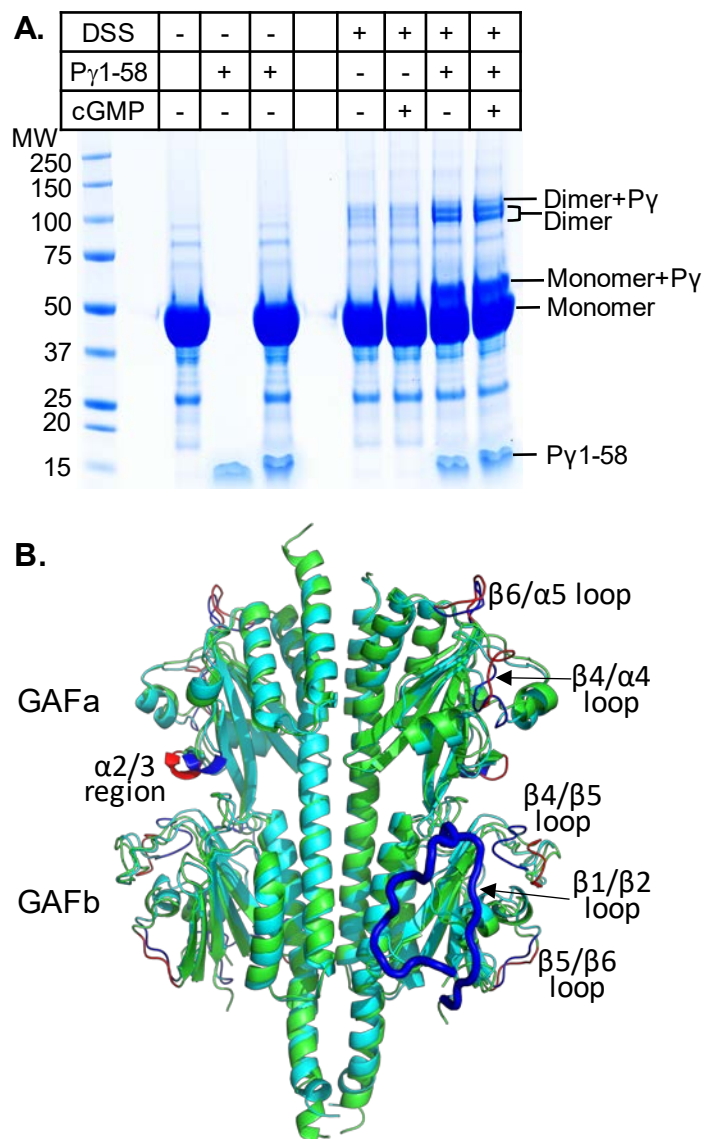 A.
DSS - - - + + + +
Pγ1-58 + + - - + +
cGMP - - - - + - +
MW
250
150
100
75
50
37
25
20
15
Dimer+Pγ
Dimer
Monomer+Pγ
Monomer
Pγ1-58
B.
β6/α5 loop
GAFa
β4/α4
loop
α2/3
region
β4/β5
loop
GAFb
β1/β2
loop
β5/β6
loop